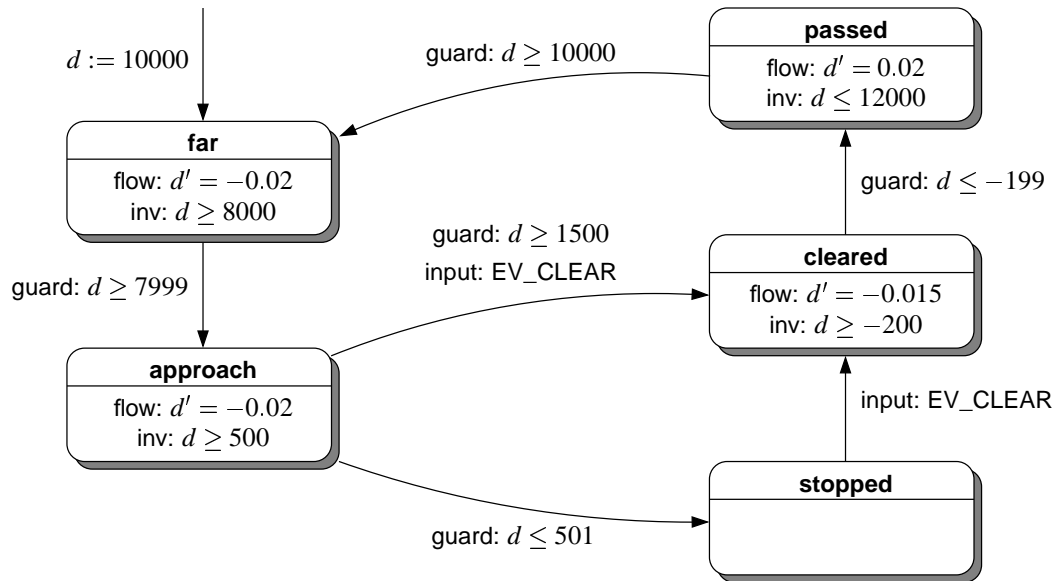 d := 10000
guard: d ≥ 10000
passed
flow: d′ = 0.02
inv: d ≤ 12000
far
flow: d′ = −0.02
inv: d ≥ 8000
guard: d ≤ −199
guard: d ≥ 7999
guard: d ≥ 1500
input: EV_CLEAR
cleared
flow: d′ = −0.015
inv: d ≥ −200
approach
flow: d′ = −0.02
inv: d ≥ 500
input: EV_CLEAR
guard: d ≤ 501
stopped